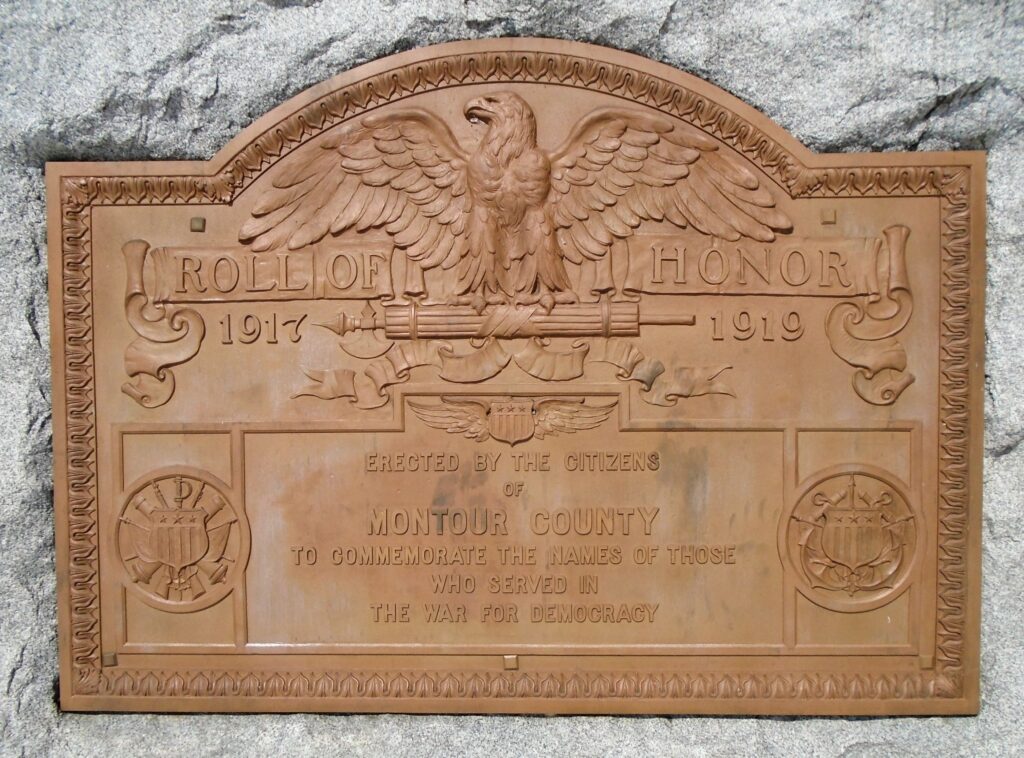 ROLL OF HONOR
1917 1919
ERECTED BY THE CITIZENS
OF
MONTOUR COUNTY
TO COMMEMORATE THE NAMES OF THOSE
WHO SERVED IN
THE WAR FOR DEMOCRACY